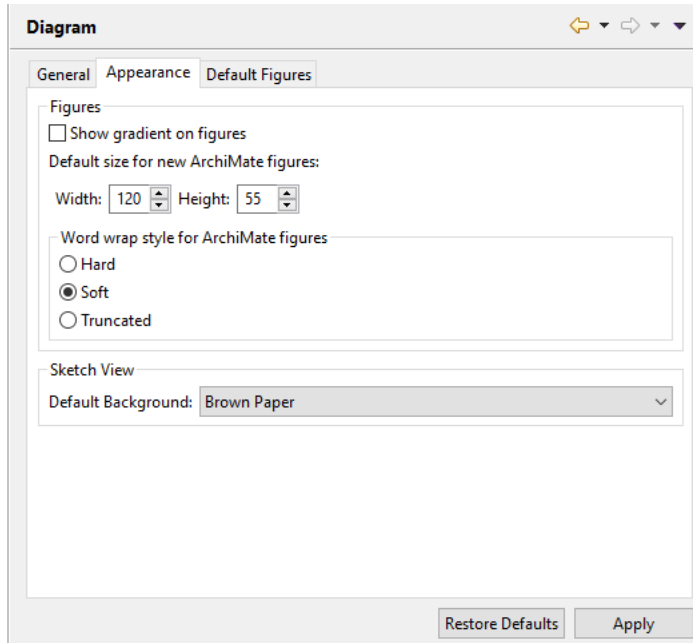 Diagram
General Appearance Default Figures
Figures
Show gradient on figures
Default size for new ArchiMate figures:
Width: 120 Height: 55
Word wrap style for ArchiMate figures
Hard
Soft
Truncated
Sketch View
Default Background: Brown Paper
Restore Defaults Apply